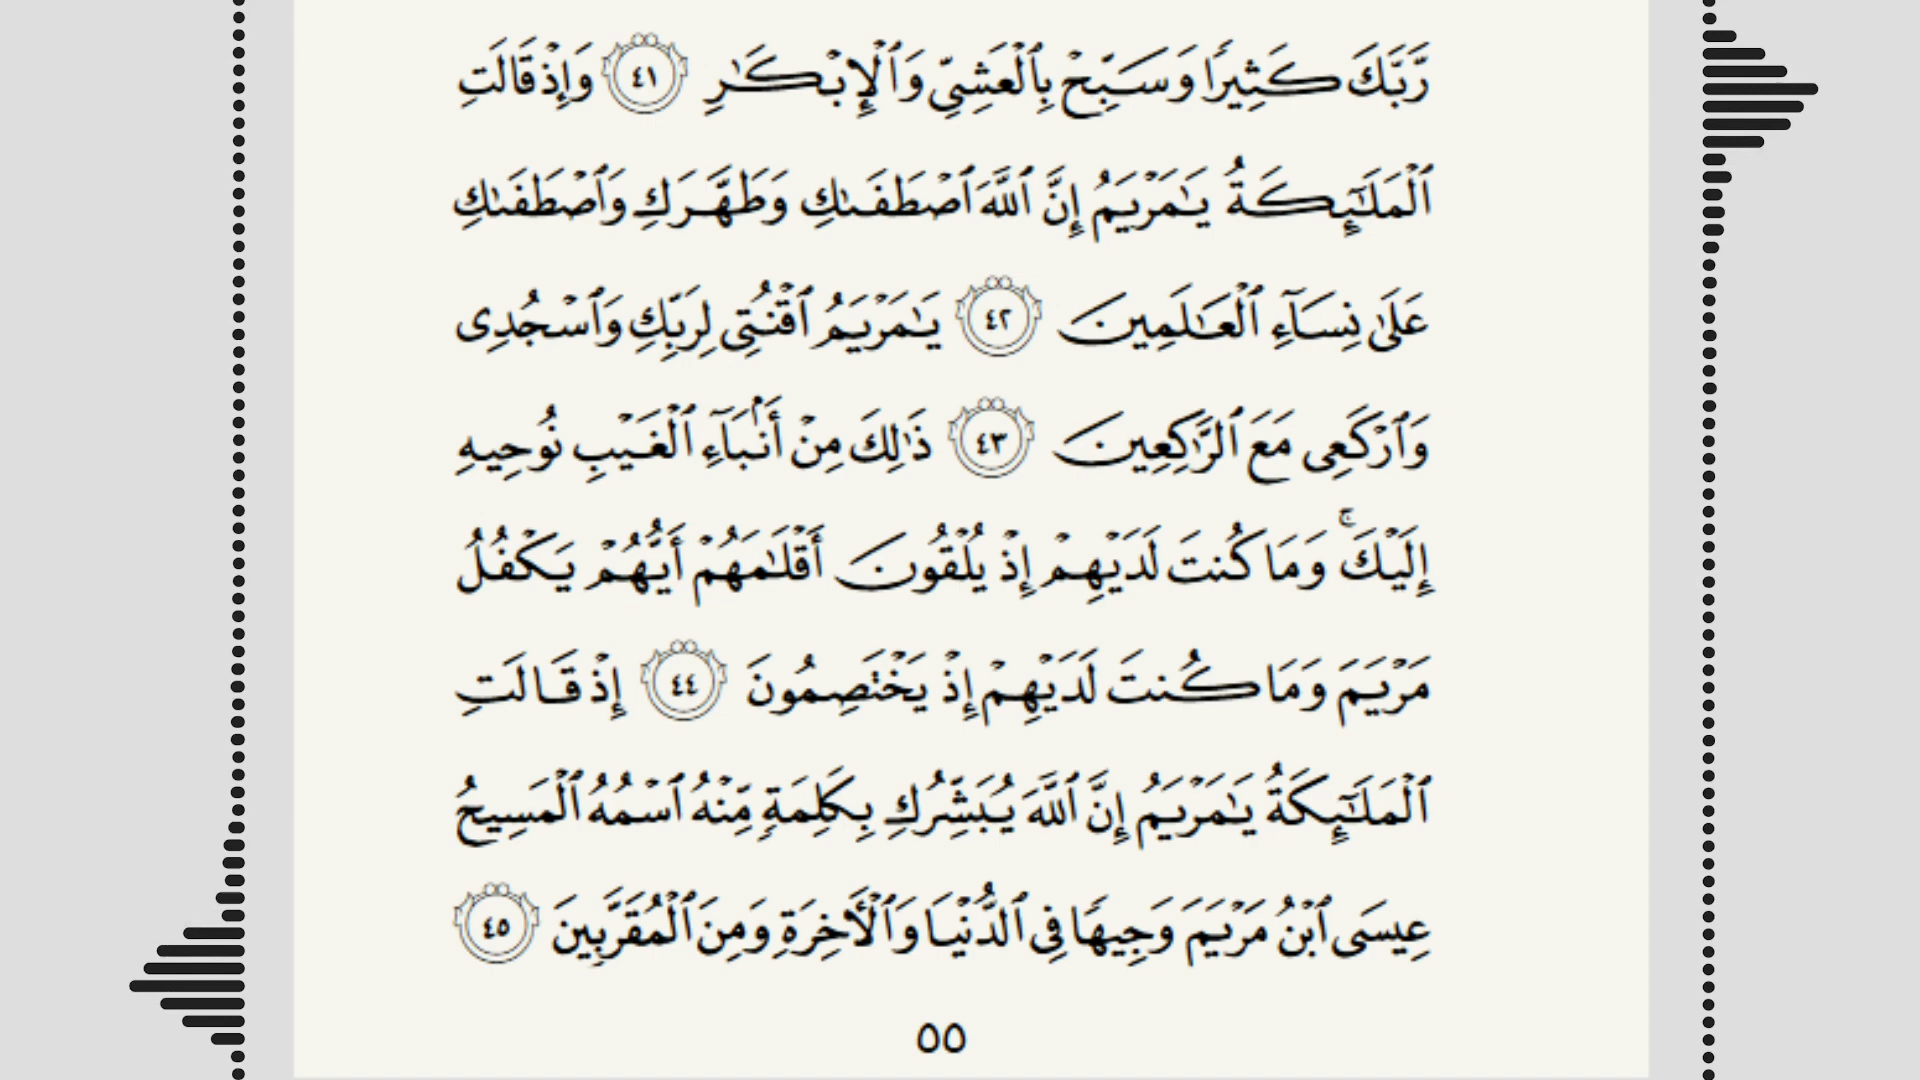 رَّبَّكَ كَثِيرًا وَسَبِّحْ بِٱلْعَشِىِّ وَٱلْإِبْكَٰرِ ٤١ وَإِذْ قَالَتِ
ٱلْمَلَٰٓئِكَةُ يَٰمَرْيَمُ إِنَّ ٱللَّهَ ٱصْطَفَىٰكِ وَطَهَّرَكِ وَٱصْطَفَىٰكِ
عَلَىٰ نِسَآءِ ٱلْعَٰلَمِينَ ٤٢ يَٰمَرْيَمُ ٱقْنُتِى لِرَبِّكِ وَٱسْجُدِى
وَٱرْكَعِى مَعَ ٱلرَّٰكِعِينَ ٤٣ ذَٰلِكَ مِنْ أَنۢبَآءِ ٱلْغَيْبِ نُوحِيهِ
إِلَيْكَ ۚ وَمَا كُنتَ لَدَيْهِمْ إِذْ يُلْقُونَ أَقْلَٰمَهُمْ أَيُّهُمْ يَكْفُلُ
مَرْيَمَ وَمَا كُنتَ لَدَيْهِمْ إِذْ يَخْتَصِمُونَ ٤٤ إِذْ قَالَتِ
ٱلْمَلَٰٓئِكَةُ يَٰمَرْيَمُ إِنَّ ٱللَّهَ يُبَشِّرُكِ بِكَلِمَةٍ مِّنْهُ ٱسْمُهُ ٱلْمَسِيحُ
عِيسَى ٱبْنُ مَرْيَمَ وَجِيهًا فِى ٱلدُّنْيَا وَٱلْءَاخِرَةِ وَمِنَ ٱلْمُقَرَّبِينَ ٤٥
٥٥